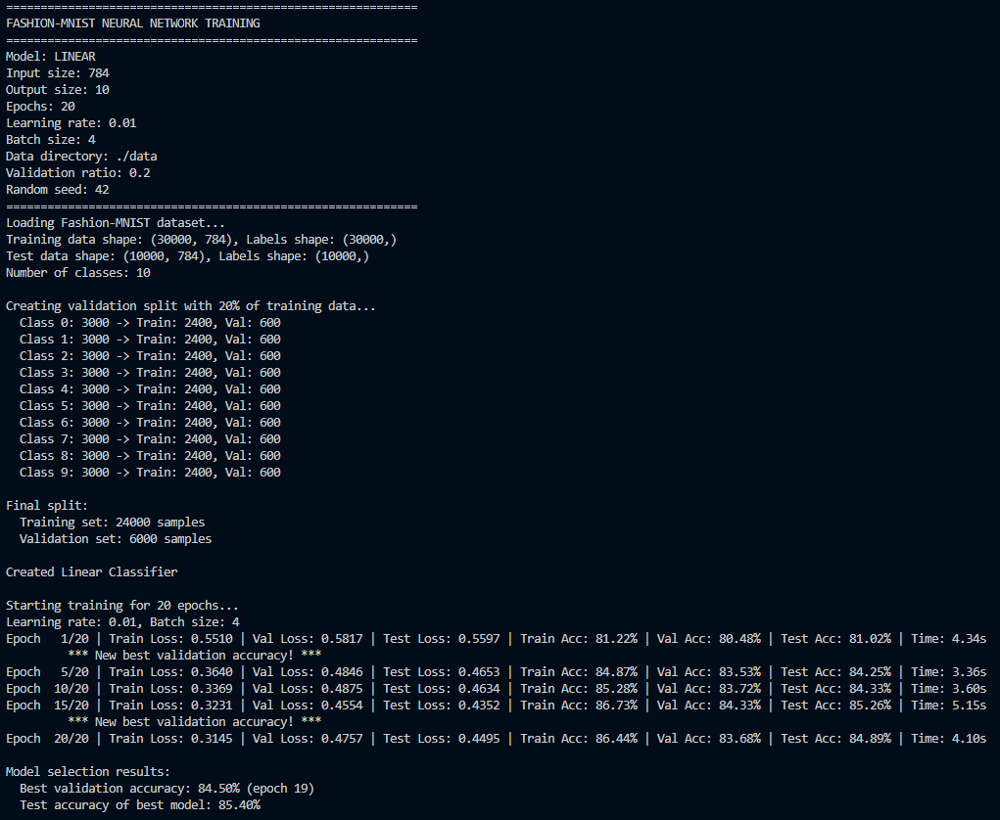 ============================================================
FASHION-MNIST NEURAL NETWORK TRAINING
============================================================
Model: LINEAR
Input size: 784
Output size: 10
Epochs: 20
Learning rate: 0.01
Batch size: 4
Data directory: ./data
Validation ratio: 0.2
Random seed: 42
============================================================
Loading Fashion-MNIST dataset...
Training data shape: (30000, 784), Labels shape: (30000,)
Test data shape: (10000, 784), Labels shape: (10000,)
Number of classes: 10

Creating validation split with 20% of training data...
  Class 0: 3000 -> Train: 2400, Val: 600
  Class 1: 3000 -> Train: 2400, Val: 600
  Class 2: 3000 -> Train: 2400, Val: 600
  Class 3: 3000 -> Train: 2400, Val: 600
  Class 4: 3000 -> Train: 2400, Val: 600
  Class 5: 3000 -> Train: 2400, Val: 600
  Class 6: 3000 -> Train: 2400, Val: 600
  Class 7: 3000 -> Train: 2400, Val: 600
  Class 8: 3000 -> Train: 2400, Val: 600
  Class 9: 3000 -> Train: 2400, Val: 600

Final split:
  Training set: 24000 samples
  Validation set: 6000 samples

Created Linear Classifier

Starting training for 20 epochs...
Learning rate: 0.01, Batch size: 4
Epoch   1/20 | Train Loss: 0.5510 | Val Loss: 0.5817 | Test Loss: 0.5597 | Train Acc: 81.22% | Val Acc: 80.48% | Test Acc: 81.02% | Time: 4.34s
         *** New best validation accuracy! ***
Epoch   5/20 | Train Loss: 0.3640 | Val Loss: 0.4846 | Test Loss: 0.4653 | Train Acc: 84.87% | Val Acc: 83.53% | Test Acc: 84.25% | Time: 3.36s
Epoch  10/20 | Train Loss: 0.3369 | Val Loss: 0.4875 | Test Loss: 0.4634 | Train Acc: 85.28% | Val Acc: 83.72% | Test Acc: 84.33% | Time: 3.60s
Epoch  15/20 | Train Loss: 0.3231 | Val Loss: 0.4554 | Test Loss: 0.4352 | Train Acc: 86.73% | Val Acc: 84.33% | Test Acc: 85.26% | Time: 5.15s
         *** New best validation accuracy! ***
Epoch  20/20 | Train Loss: 0.3145 | Val Loss: 0.4757 | Test Loss: 0.4495 | Train Acc: 86.44% | Val Acc: 83.68% | Test Acc: 84.89% | Time: 4.10s

Model selection results:
  Best validation accuracy: 84.50% (epoch 19)
  Test accuracy of best model: 85.40%